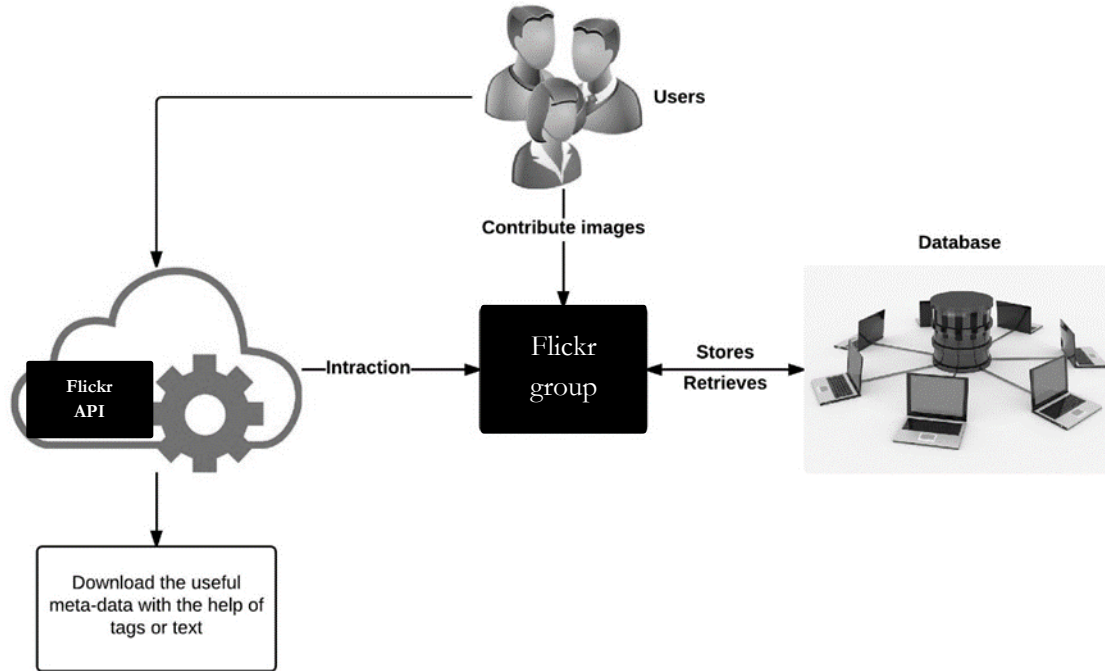 Users
Contribute images
Database
Flickr
group
Stores
Retrieves
Intraction
Flickr
API
Download the useful
meta-data with the help of
tags or text